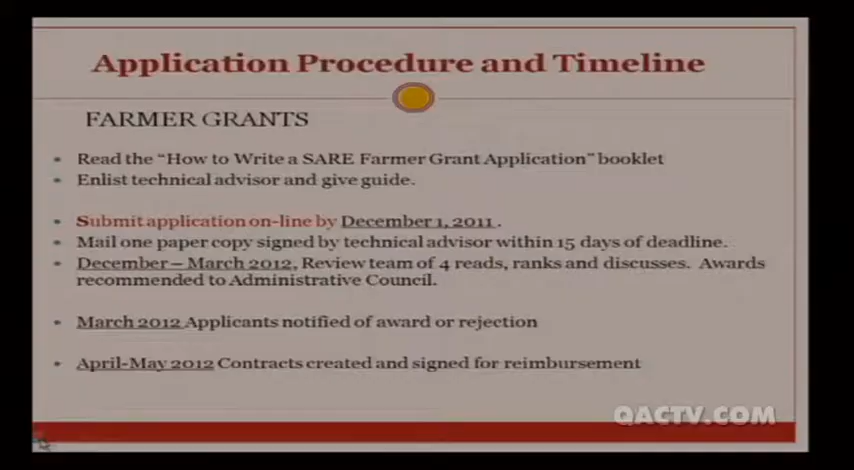 Application Procedure and Timeline
FARMER GRANTS
• Read the “How to Write a SARE Farmer Grant Application” booklet
• Enlist technical advisor and give guide.
• Submit application on-line by December 1, 2011 .
• Mail one paper copy signed by technical advisor within 15 days of deadline.
• December – March 2012, Review team of 4 reads, ranks and discusses. Awards
recommended to Administrative Council.
• March 2012 Applicants notified of award or rejection
• April-May 2012 Contracts created and signed for reimbursement
QACTV.COM